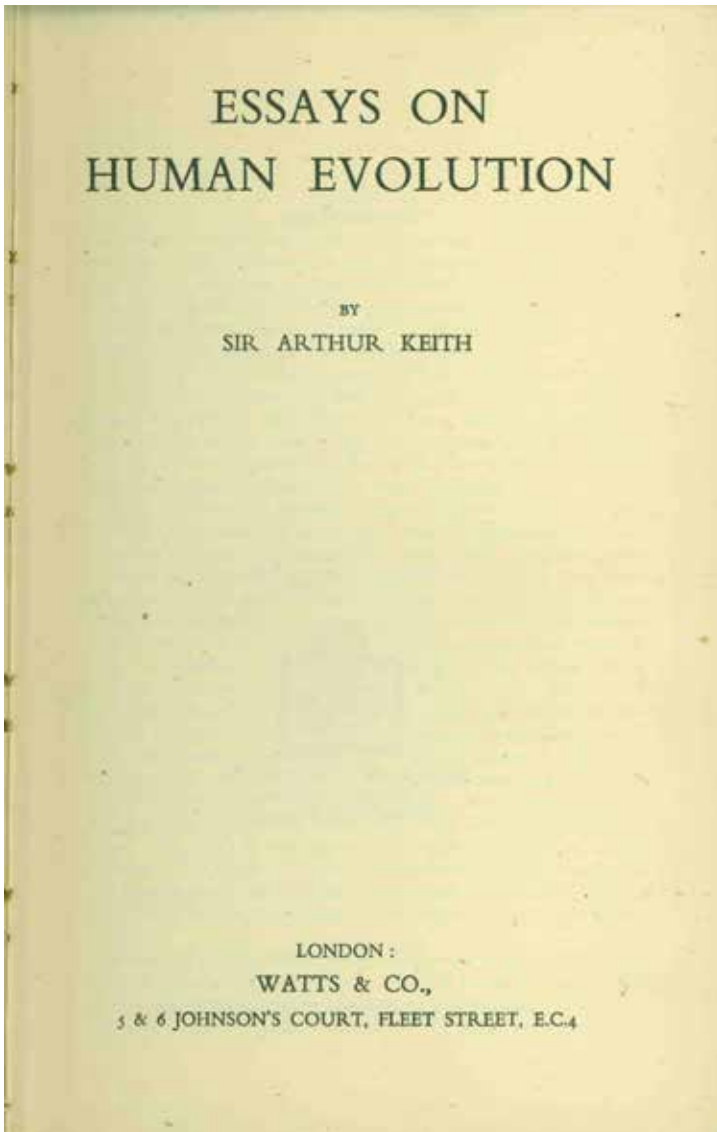 ESSAYS ON
HUMAN EVOLUTION
BY
SIR ARTHUR KEITH
LONDON :
WATTS & CO.,
5 & 6 JOHNSON'S COURT, FLEET STREET, E.C.4